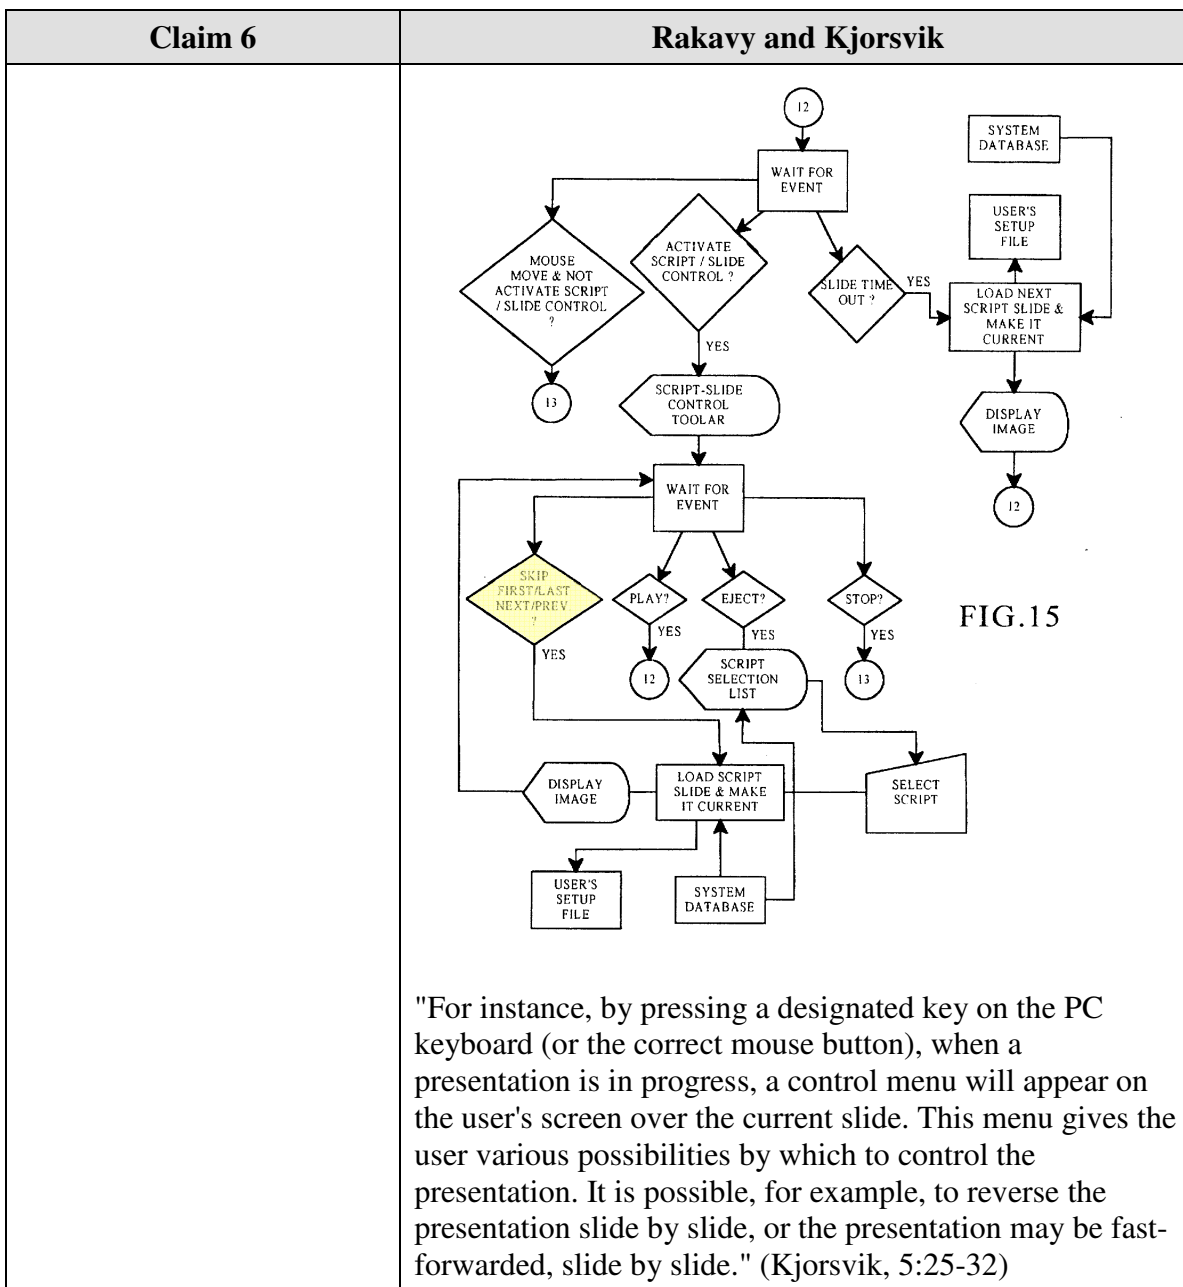 Claim 6
Rakavy and Kjorsvik
12
WAIT FOR
EVENT
SYSTEM
DATABASE
USER'S
SETUP
FILE
MOUSE
MOVE & NOT
ACTIVATE SCRIPT
/ SLIDE CONTROL
?
ACTIVATE
SCRIPT / SLIDE
CONTROL ?
SLIDE TIME
OUT ?
YES
LOAD NEXT
SCRIPT SLIDE &
MAKE IT
CURRENT
YES
13
SCRIPT-SLIDE
CONTROL
TOOLAR
DISPLAY
IMAGE
12
WAIT FOR
EVENT
SKIP
FIRST/LAST
NEXT/PREV.
?
PLAY?
EJECT?
STOP?
FIG.15
YES
YES
YES
YES
12
SCRIPT
SELECTION
LIST
13
DISPLAY
IMAGE
LOAD SCRIPT
SLIDE & MAKE
IT CURRENT
SELECT
SCRIPT
USER'S
SETUP
FILE
SYSTEM
DATABASE
"For instance, by pressing a designated key on the PC
keyboard (or the correct mouse button), when a
presentation is in progress, a control menu will appear on
the user's screen over the current slide. This menu gives the
user various possibilities by which to control the
presentation. It is possible, for example, to reverse the
presentation slide by slide, or the presentation may be fast-
forwarded, slide by slide." (Kjorsvik, 5:25-32)